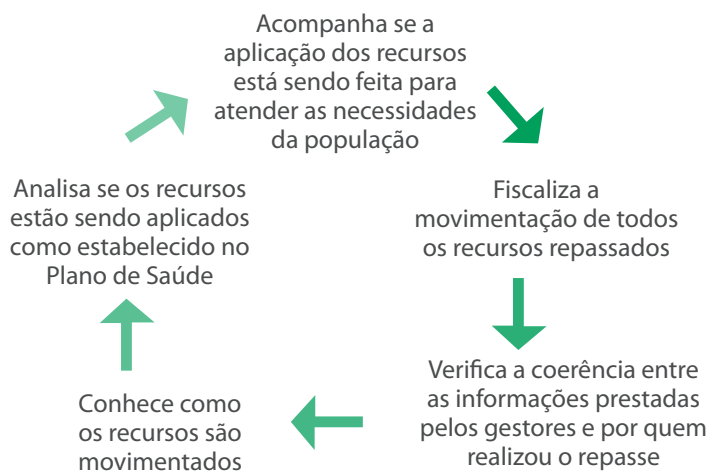 Acompanha se a
aplicação dos recursos
está sendo feita para
atender as necessidades
da população
Fiscaliza a
movimentação de todos
os recursos repassados
Verifica a coerência entre
as informações prestadas
pelos gestores e por quem
realizou o repasse
Conhece como
os recursos são
movimentados
Analisa se os recursos
estão sendo aplicados
como estabelecido no
Plano de Saúde